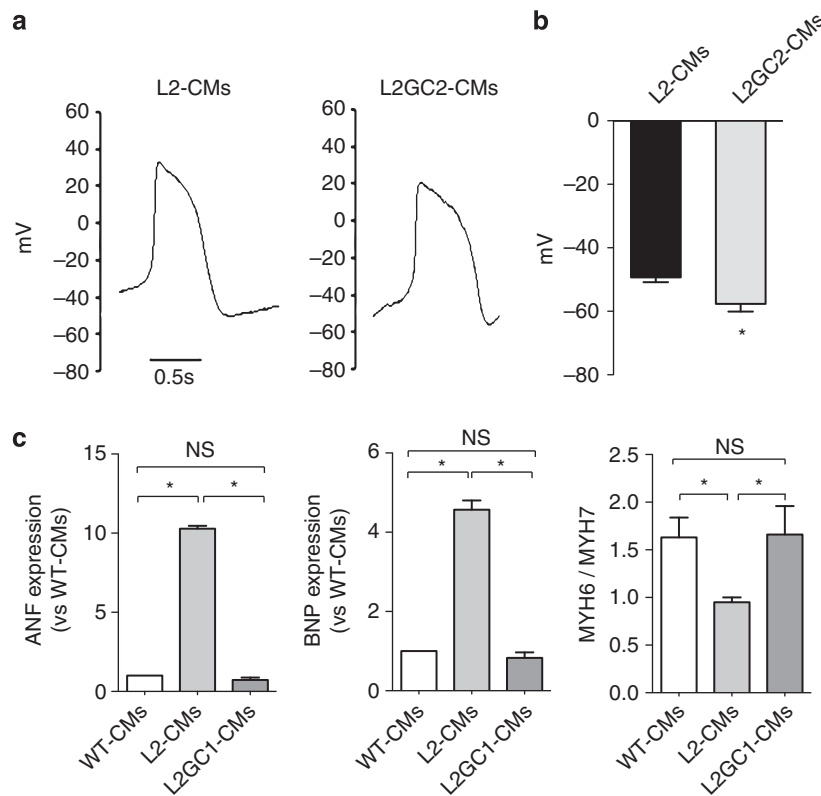 a
b
L2-CMs
L2GC2-CMs
60
40
20
0
–20
–40
–60
–80
mV
0.5s
60
40
20
0
–20
–40
–60
–80
L2-CMs
L2GC2-CMs
0
–20
–40
–60
–80
mV
*
c
15
10
5
0
ANF expression
(vs WT-CMs)
NS
*
*
WT-CMs
L2-CMs
L2GC1-CMs
6
4
2
0
BNP expression
(vs WT-CMs)
NS
*
*
WT-CMs
L2-CMs
L2GC1-CMs
2.5
2.0
1.5
1.0
0.5
0.0
MYH6 / MYH7
NS
*
*
WT-CMs
L2-CMs
L2GC1-CMs